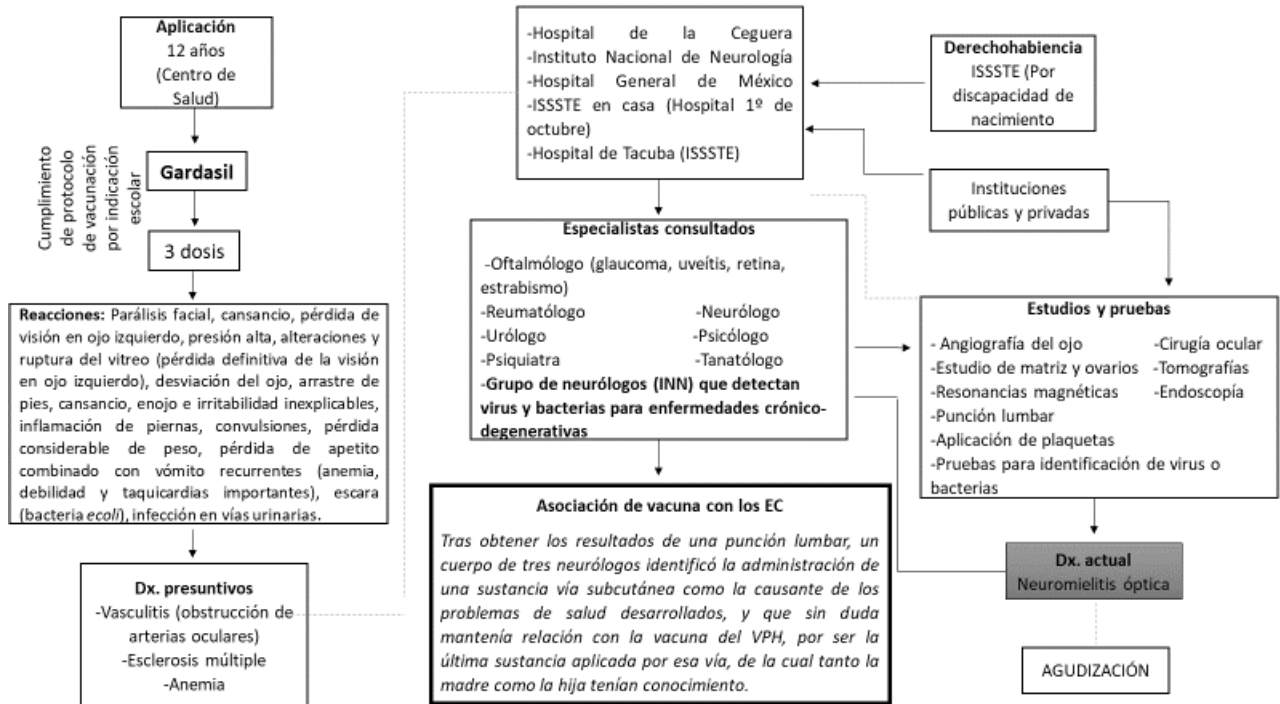 Aplicación
12 años
(Centro de
Salud)
Cumplimiento
de protocolo
de vacunación
por indicación
escolar
Gardasil
3 dosis
Reacciones: Parálisis facial, cansancio, pérdida de
visión en ojo izquierdo, presión alta, alteraciones y
ruptura del vitreo (pérdida definitiva de la visión
en ojo izquierdo), desviación del ojo, arrastre de
pies, cansancio, enojo e irritabilidad inexplicables,
inflamación de piernas, convulsiones, pérdida
considerable de peso, pérdida de apetito
combinado con vómito recurrentes (anemia,
debilidad y taquicardias importantes), escara
(bacteria ecoli), infección en vías urinarias.
Dx. presuntivos
-Vasculitis (obstrucción de
arterias oculares)
-Esclerosis múltiple
-Anemia
-Hospital de la Ceguera
-Instituto Nacional de Neurología
-Hospital General de México
-ISSSTE en casa (Hospital 1º de
octubre)
-Hospital de Tacuba (ISSSTE)
Especialistas consultados
-Oftalmólogo (glaucoma, uveítis, retina,
estrabismo)
-Reumatólogo -Neurólogo
-Urólogo -Psicólogo
-Psiquiatra -Tanatólogo
-Grupo de neurólogos (INN) que detectan
virus y bacterias para enfermedades crónico-
degenerativas
Asociación de vacuna con los EC
Tras obtener los resultados de una punción lumbar, un
cuerpo de tres neurólogos identificó la administración de
una sustancia vía subcutánea como la causante de los
problemas de salud desarrollados, y que sin duda
mantenía relación con la vacuna del VPH, por ser la
última sustancia aplicada por esa vía, de la cual tanto la
madre como la hija tenían conocimiento.
Derechohabiencia
ISSSTE (Por
discapacidad de
nacimiento
Instituciones
públicas y privadas
Estudios y pruebas
- Angiografía del ojo -Cirugía ocular
-Estudio de matriz y ovarios -Tomografías
-Resonancias magnéticas -Endoscopía
-Punción lumbar
-Aplicación de plaquetas
-Pruebas para identificación de virus o
bacterias
Dx. actual
Neuromielitis óptica
AGUDIZACIÓN